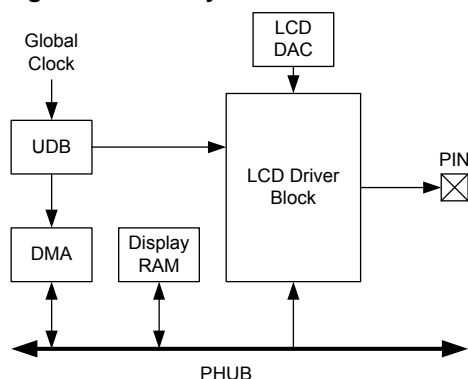 Global
Clock
LCD
DAC
UDB
LCD Driver
Block
PIN
DMA
Display
RAM
PHUB